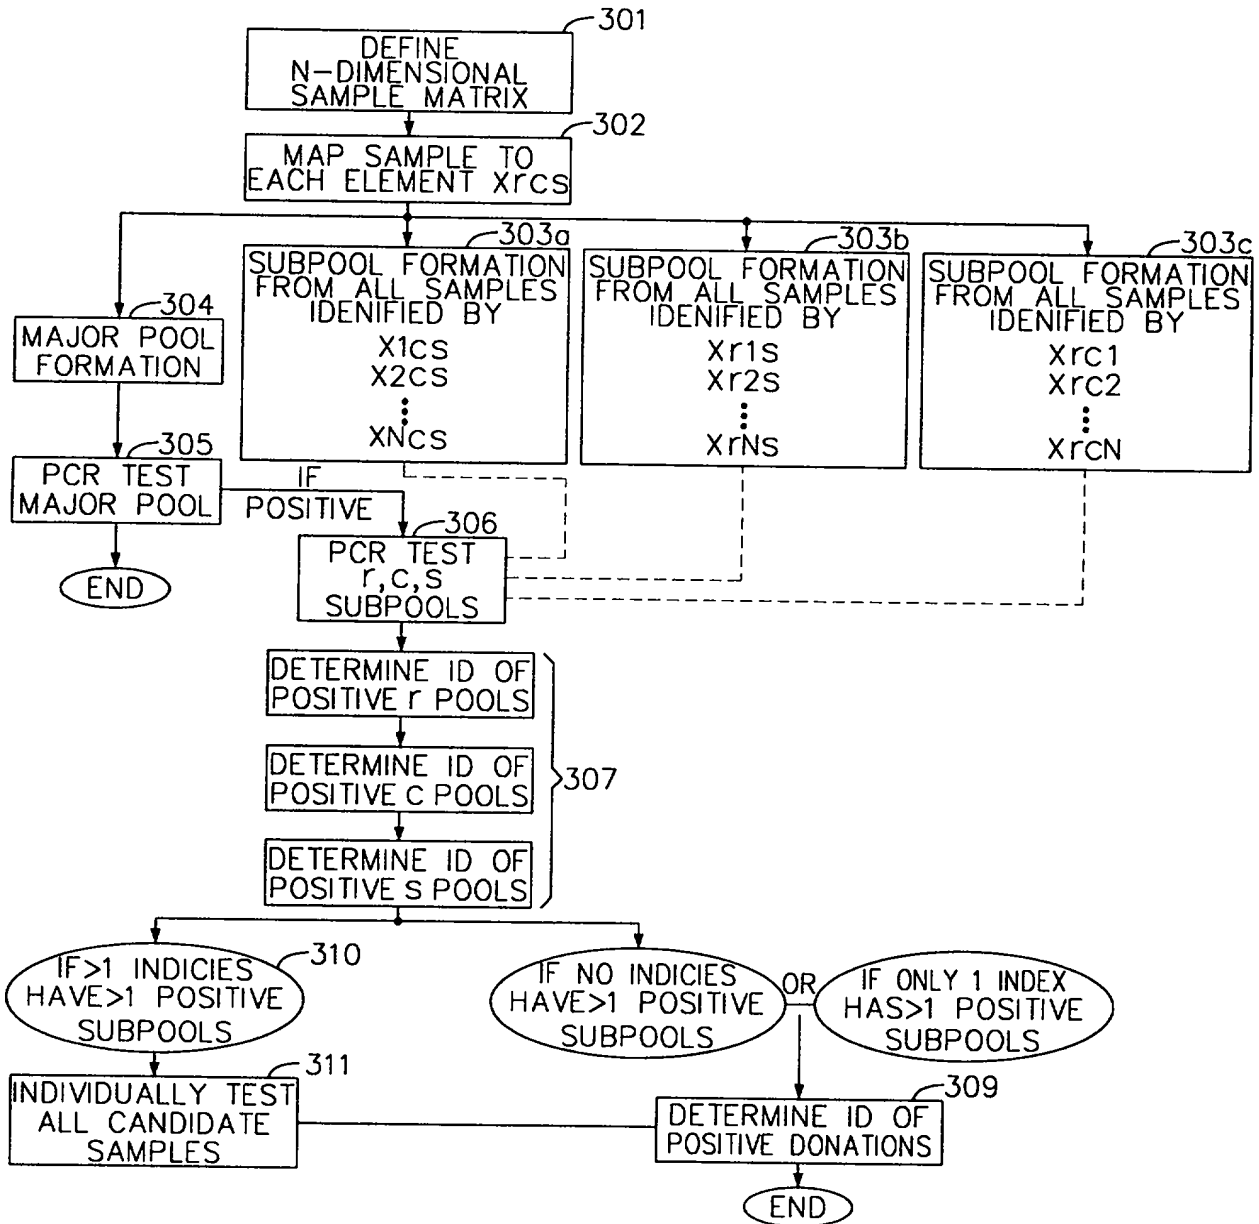 301
DEFINE
N-DIMENSIONAL
SAMPLE MATRIX
302
MAP SAMPLE TO
EACH ELEMENT Xrcs
303a
SUBPOOL FORMATION
FROM ALL SAMPLES
IDENIFIED BY
X1cs
X2cs
XNcs
303b
SUBPOOL FORMATION
FROM ALL SAMPLES
IDENIFIED BY
Xr1s
Xr2s
XrNs
303c
SUBPOOL FORMATION
FROM ALL SAMPLES
IDENIFIED BY
Xrc1
Xrc2
XrcN
304
MAJOR POOL
FORMATION
305
PCR TEST
MAJOR POOL
IF
POSITIVE
END
306
PCR TEST
r,c,s
SUBPOOLS
DETERMINE ID OF
POSITIVE r POOLS
DETERMINE ID OF
POSITIVE c POOLS
DETERMINE ID OF
POSITIVE s POOLS
307
310
IF>1 INDICIES
HAVE>1 POSITIVE
SUBPOOLS
IF NO INDICIES
HAVE>1 POSITIVE
SUBPOOLS
OR
IF ONLY 1 INDEX
HAS>1 POSITIVE
SUBPOOLS
311
INDIVIDUALLY TEST
ALL CANDIDATE
SAMPLES
309
DETERMINE ID OF
POSITIVE DONATIONS
END